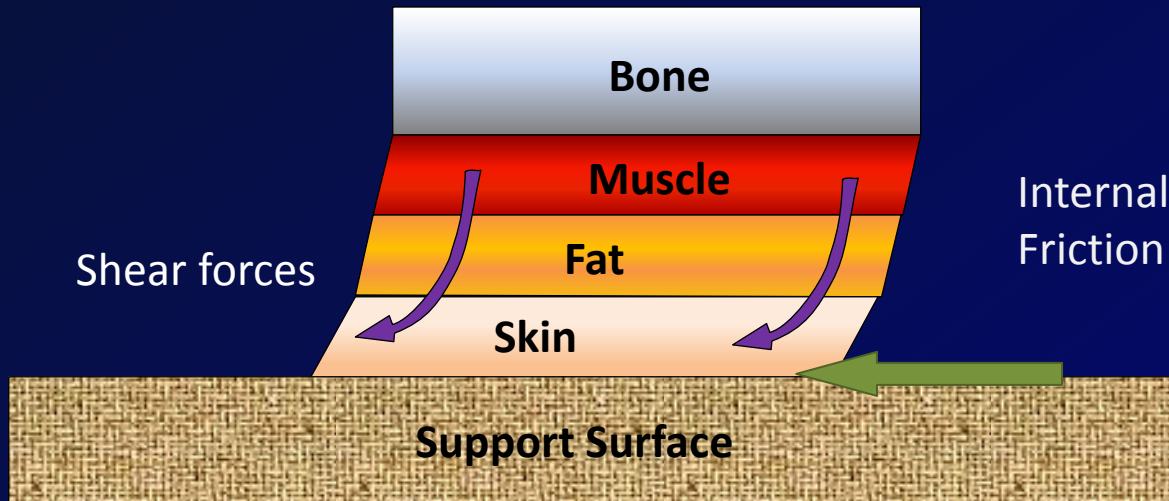 Bone
Muscle
Internal
Friction
Fat
Shear forces
Skin
Support Surface